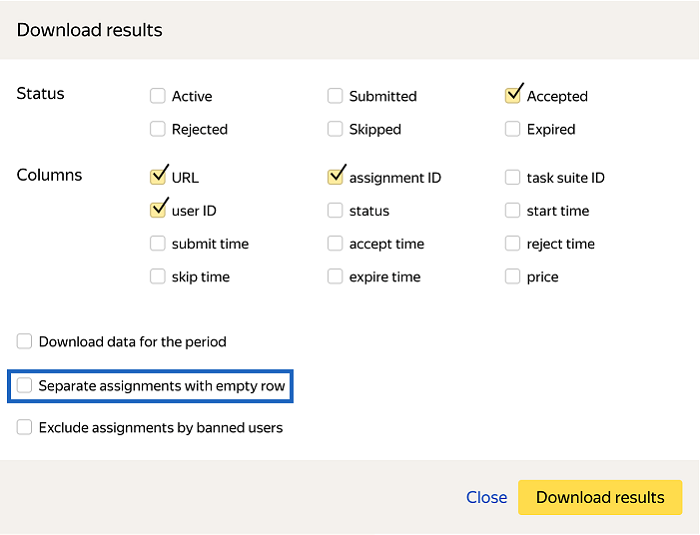 Download results
Status Active Submitted Accepted
Rejected Skipped Expired
Columns URL assignment ID task suite ID
user ID status start time
submit time accept time reject time
skip time expire time price
Download data for the period
Separate assignments with empty row
Exclude assignments by banned users
Close Download results